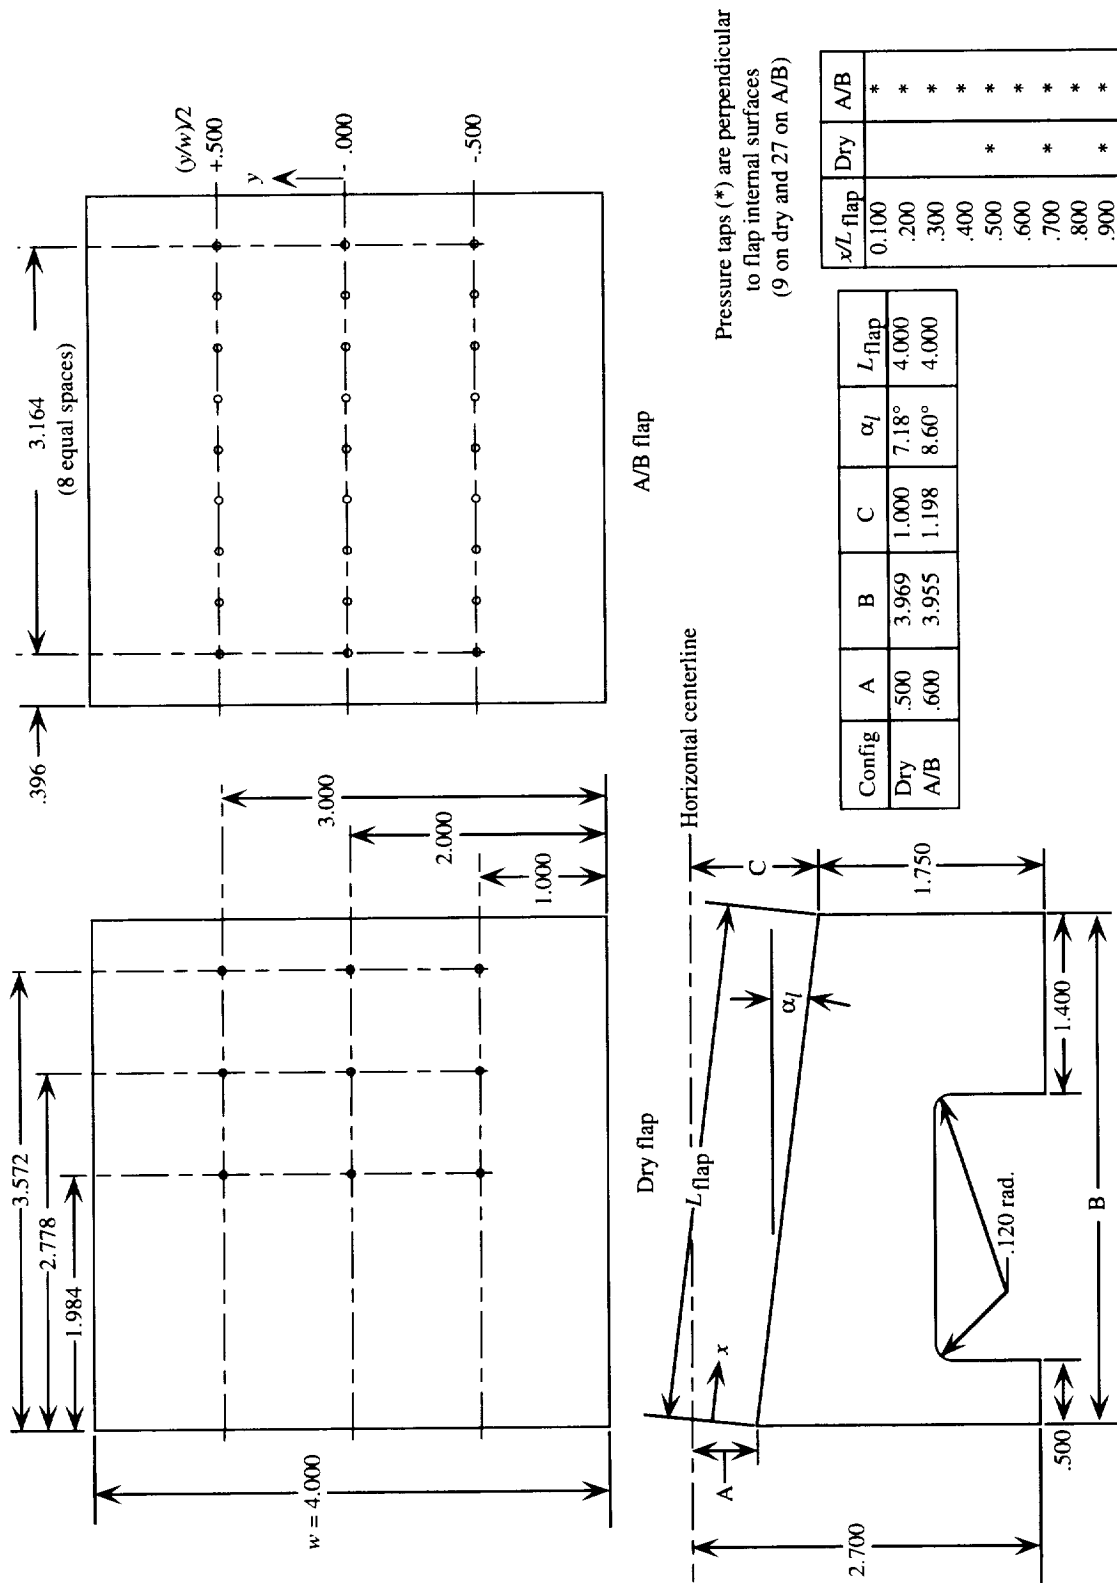 3.572
2.778
1.984
w = 4.000
3.000
2.000
1.000
Dry flap
.396
3.164
(8 equal spaces)
(y/w)/2
+.500
y
.000
-.500
A/B flap
Horizontal centerline
L flap
x
A
C
αl
2.700
1.750
.120 rad.
.500
1.400
B
Pressure taps (*) are perpendicular
to flap internal surfaces
(9 on dry and 27 on A/B)
Config A B C αl L flap
Dry .500 3.969 1.000 7.18° 4.000
A/B .600 3.955 1.198 8.60° 4.000
x/L flap Dry A/B
0.100 *
.200 *
.300 *
.400 *
.500 * *
.600 *
.700 * *
.800 *
.900 * *